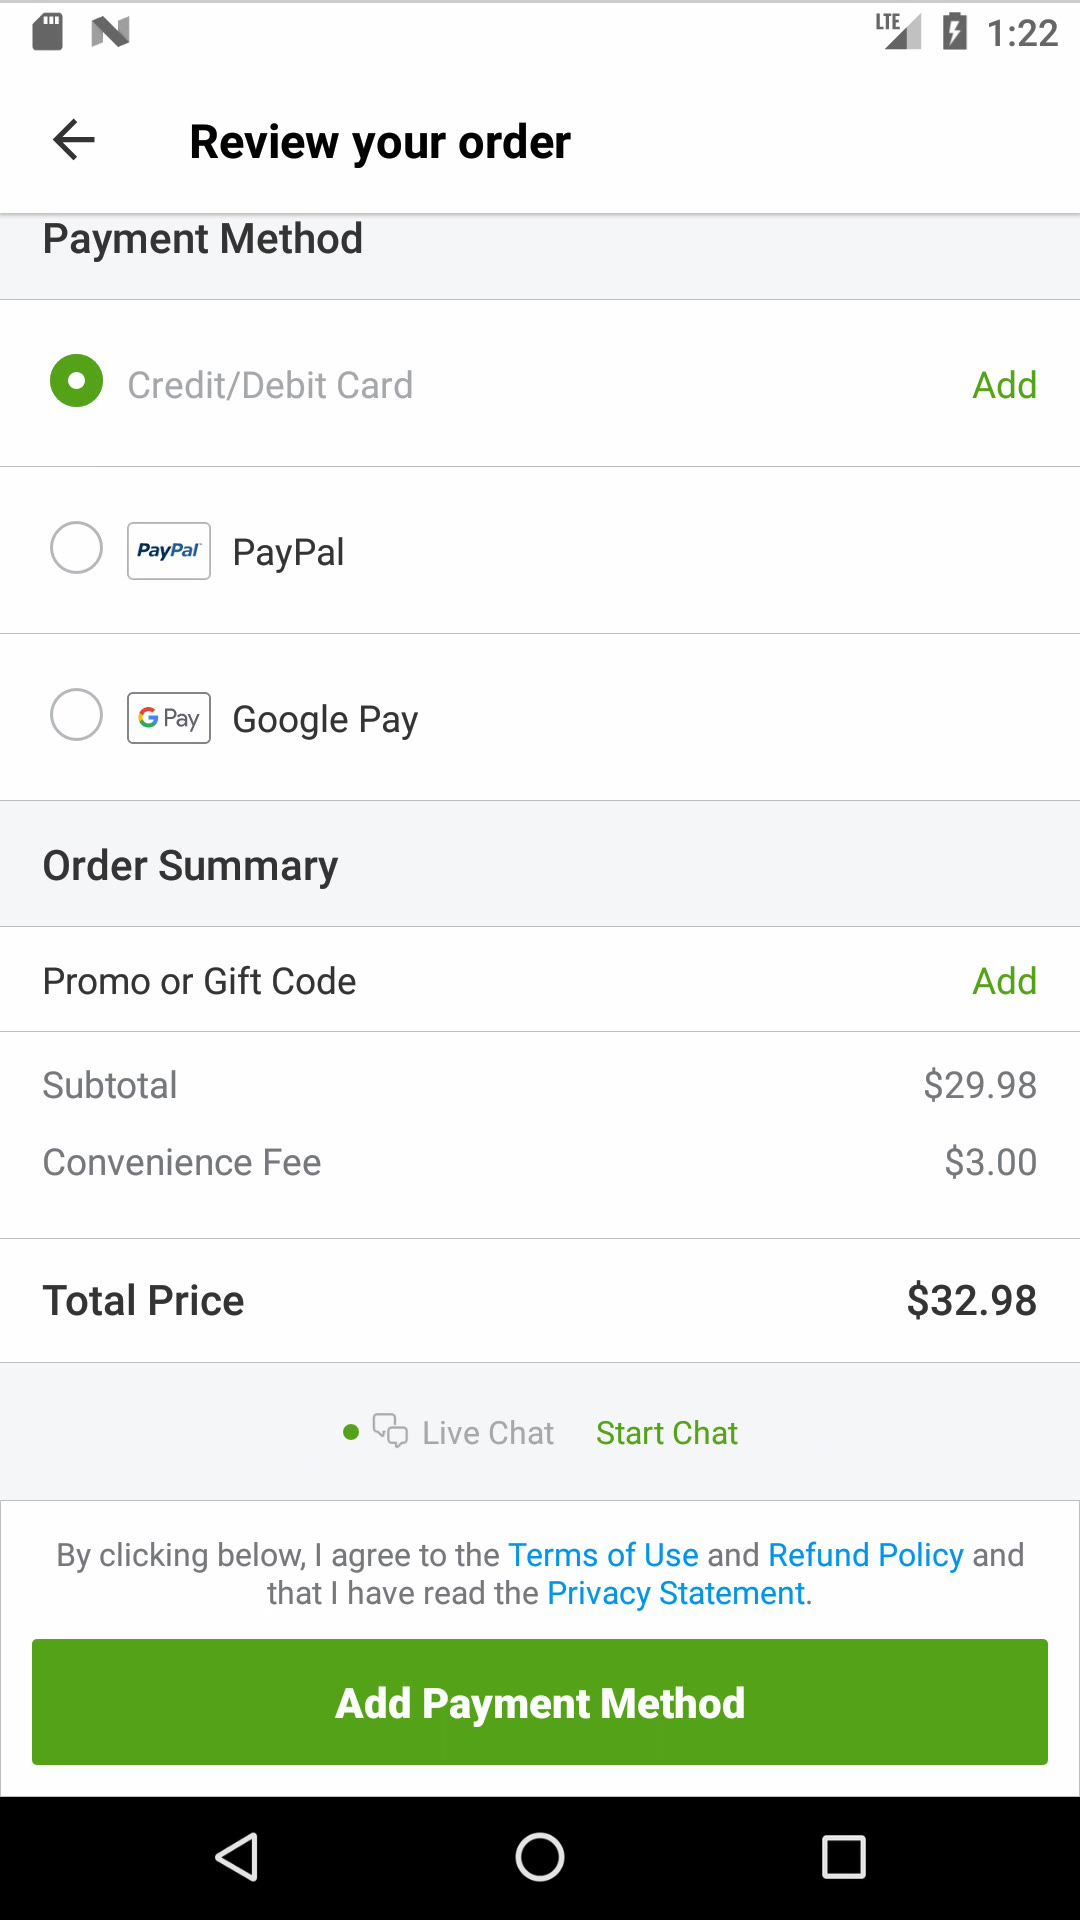 LTE 1:22
Review your order
Payment Method
Credit/Debit Card Add
PayPal PayPal
G Pay Google Pay
Order Summary
Promo or Gift Code Add
Subtotal $29.98
Convenience Fee $3.00
Total Price $32.98
Live Chat Start Chat
By clicking below, I agree to the Terms of Use and Refund Policy and
that I have read the Privacy Statement.
Add Payment Method